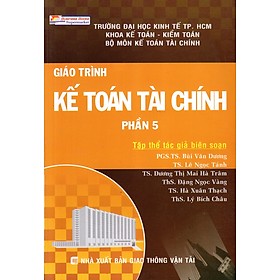 TRƯỜNG ĐẠI HỌC KINH TẾ TP. HCM
KHOA KẾ TOÁN - KIỂM TOÁN
BỘ MÔN KẾ TOÁN TÀI CHÍNH
GIÁO TRÌNH
KẾ TOÁN TÀI CHÍNH
PHẦN 5
Tập thể tác giả biên soạn
PGS.TS. Bùi Văn Dương
TS. Lê Ngọc Tánh
TS. Dương Thị Mai Hà Trâm
ThS. Đặng Ngọc Vàng
TS. Hà Xuân Thạch
ThS. Lý Bích Châu
NHÀ XUẤT BẢN GIAO THÔNG VẬN TẢI